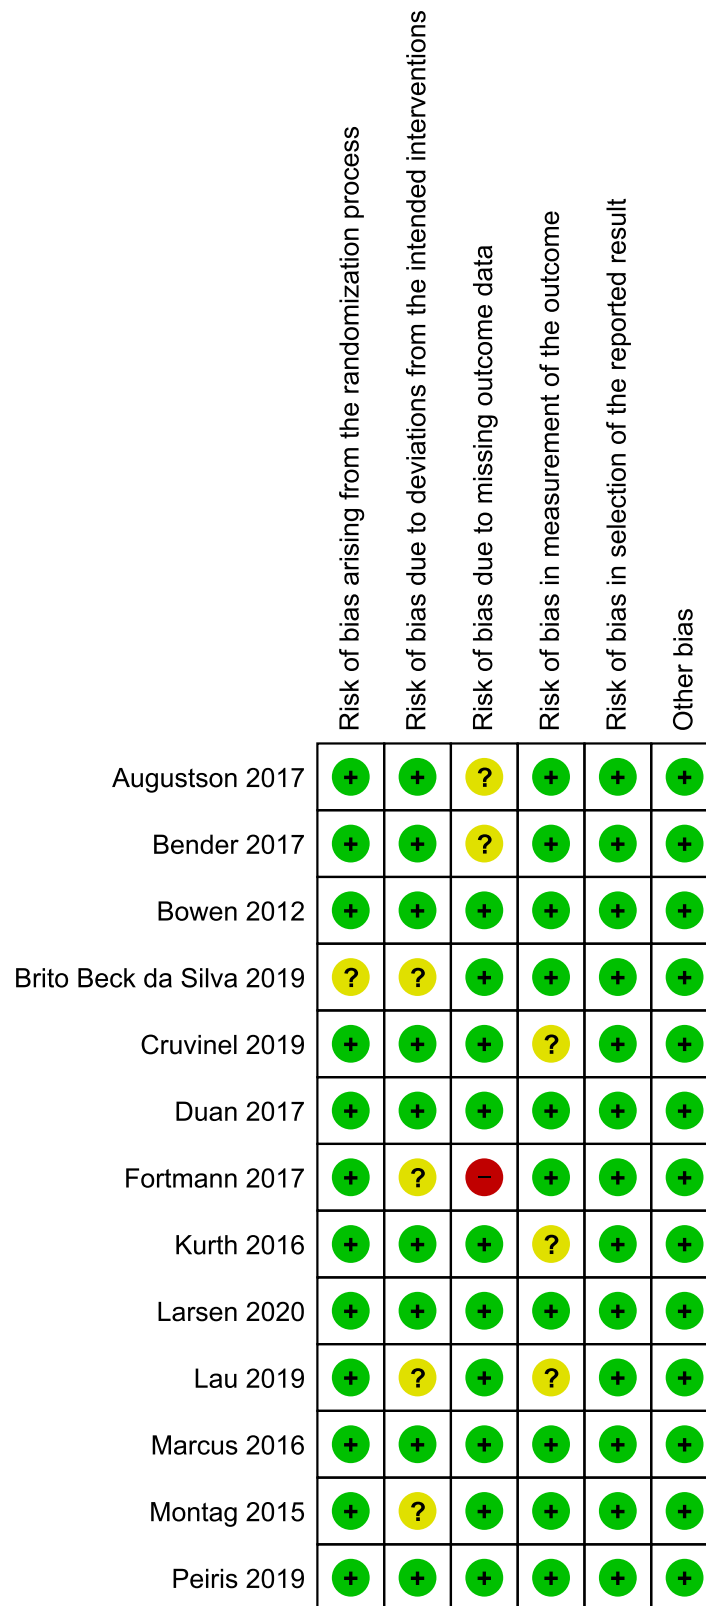 Risk of bias arising from the randomization process
Risk of bias due to deviations from the intended interventions
Risk of bias due to missing outcome data
Risk of bias in measurement of the outcome
Risk of bias in selection of the reported result
Other bias
Augustson 2017 + + ? + + +
Bender 2017 + + ? + + +
Bowen 2012 + + + + + +
Brito Beck da Silva 2019 ? ? + + + +
Cruvinel 2019 + + + ? + +
Duan 2017 + + + + + +
Fortmann 2017 + ? − + + +
Kurth 2016 + + + ? + +
Larsen 2020 + + + + + +
Lau 2019 + ? + ? + +
Marcus 2016 + + + + + +
Montag 2015 + ? + + + +
Peiris 2019 + + + + + +